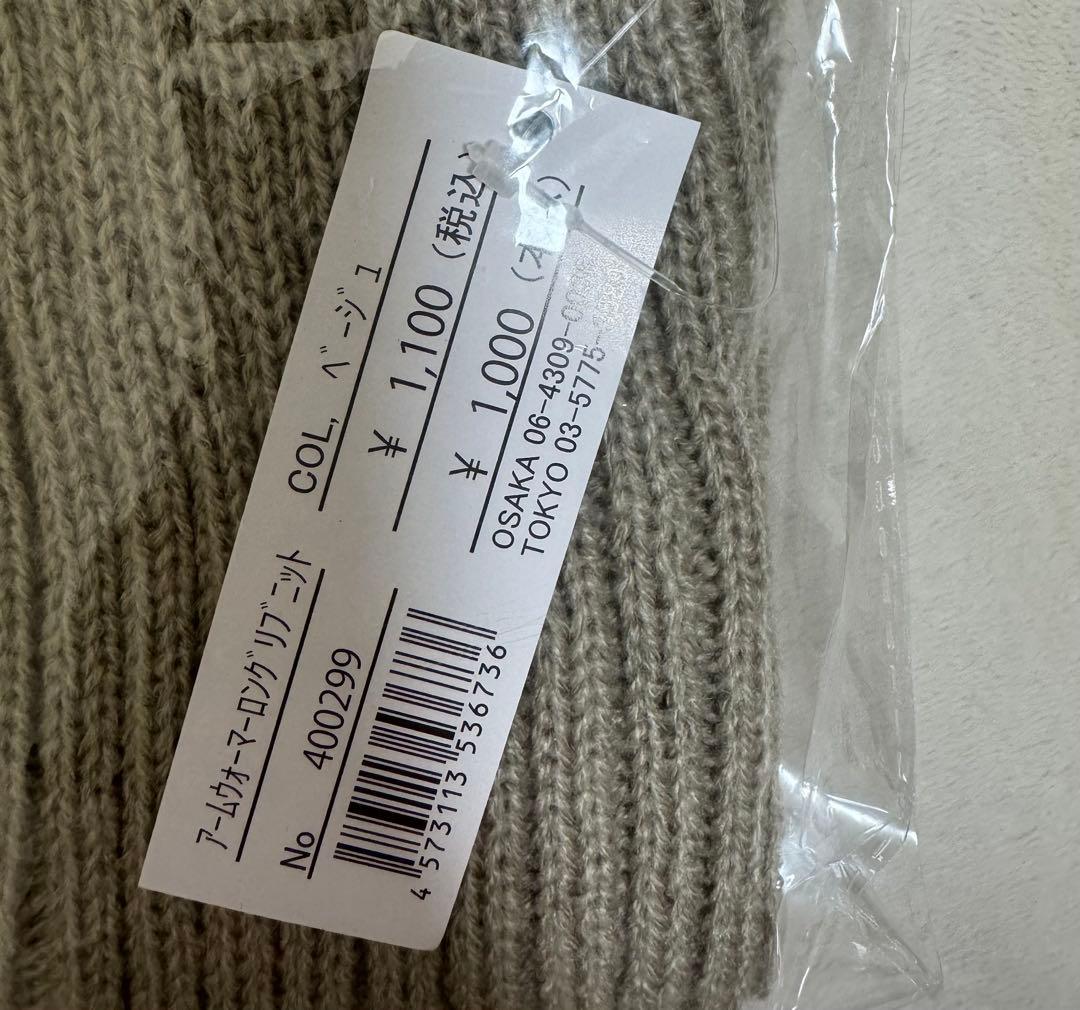 ｱｰﾑｳｫｰﾏｰﾛﾝｸﾞﾘﾌﾞﾆｯﾄ
No 400299
COL, ﾍﾞｰｼﾞｭ
¥ 1,100 (税込)
¥ 1,000 (本
OSAKA 06-4309-00
TOKYO 03-5775-
4 573113 536736